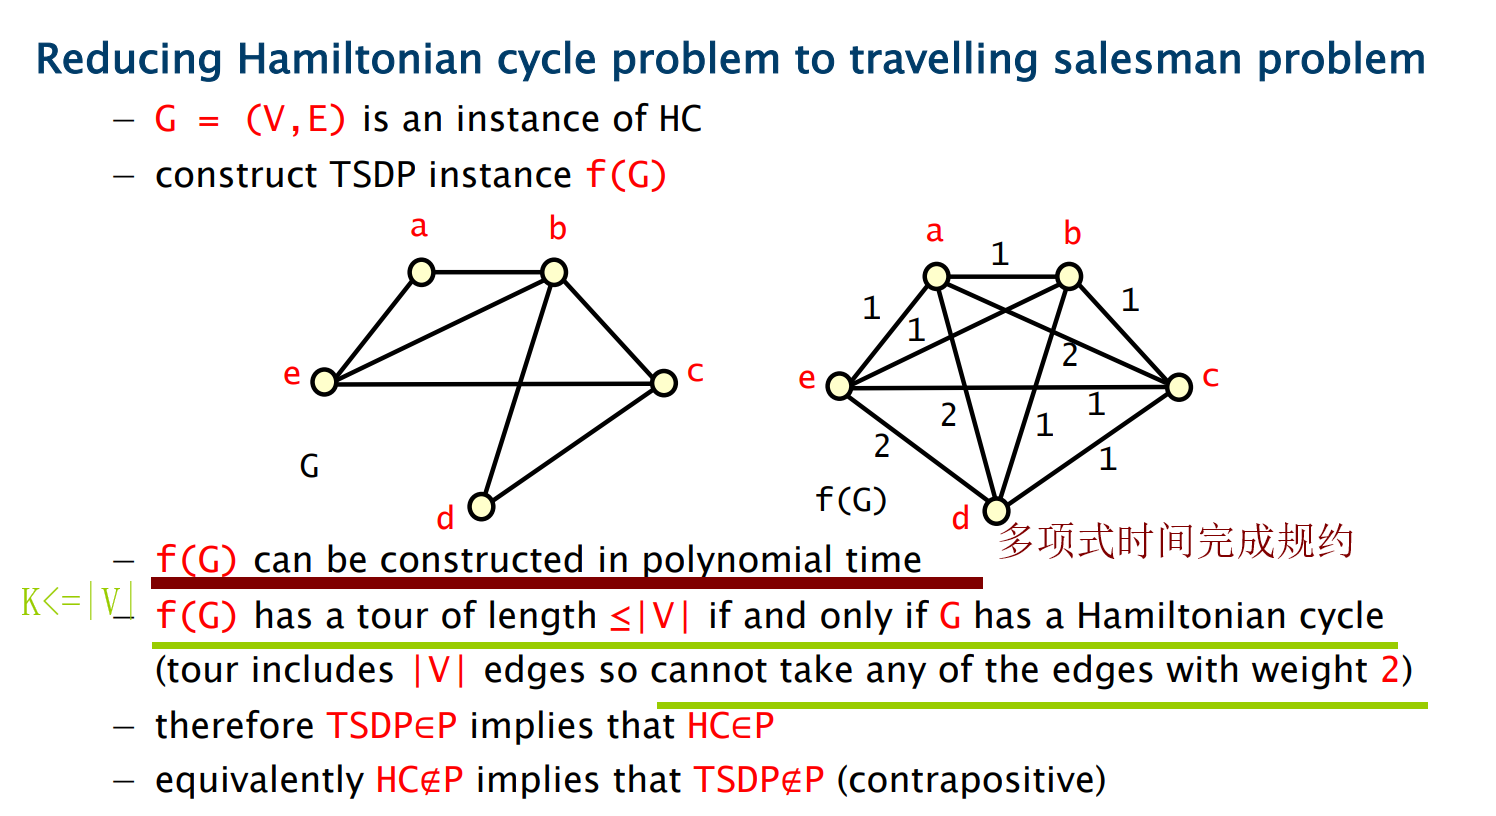 Reducing Hamiltonian cycle problem to travelling salesman problem
– G = (V,E) is an instance of HC
– construct TSDP instance f(G)
a b
e c
G
d
a 1 b
1 1 1
2
e c
2 1 1
2 1
f(G)
d
多项式时间完成规约
– f(G) can be constructed in polynomial time
K<=|V|
– f(G) has a tour of length ≤|V| if and only if G has a Hamiltonian cycle
(tour includes |V| edges so cannot take any of the edges with weight 2)
– therefore TSDP∈P implies that HC∈P
– equivalently HC∉P implies that TSDP∉P (contrapositive)